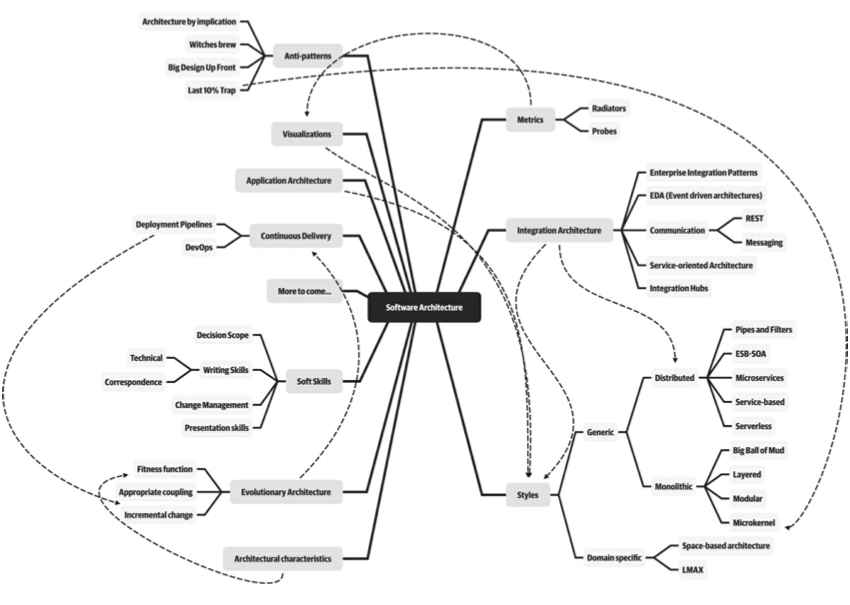 Architecture by implication
Witches brew
Big Design Up Front
Last 10% Trap
Anti-patterns
Visualizations
Application Architecture
Deployment Pipelines
DevOps
Continuous Delivery
More to come...
Decision Scope
Technical
Correspondence
Writing Skills
Change Management
Presentation skills
Soft Skills
Fitness function
Appropriate coupling
Incremental change
Evolutionary Architecture
Architectural characteristics
Software Architecture
Metrics
Radiators
Probes
Integration Architecture
Enterprise Integration Patterns
EDA (Event driven architectures)
Communication
REST
Messaging
Service-oriented Architecture
Integration Hubs
Styles
Generic
Distributed
Pipes and Filters
ESB-SOA
Microservices
Service-based
Serverless
Monolithic
Big Ball of Mud
Layered
Modular
Microkernel
Domain specific
Space-based architecture
LMAX